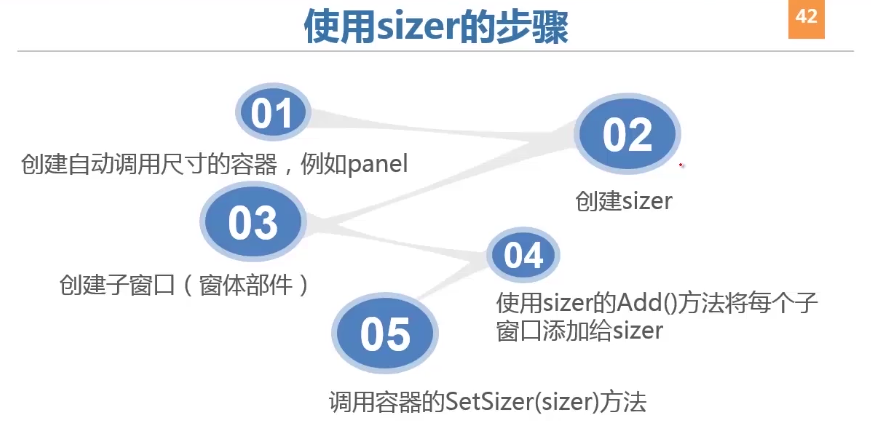 使用sizer的步骤
42
01
创建自动调用尺寸的容器，例如panel
02
创建sizer
03
创建子窗口（窗体部件）
04
使用sizer的Add()方法将每个子
窗口添加给sizer
05
调用容器的SetSizer(sizer)方法